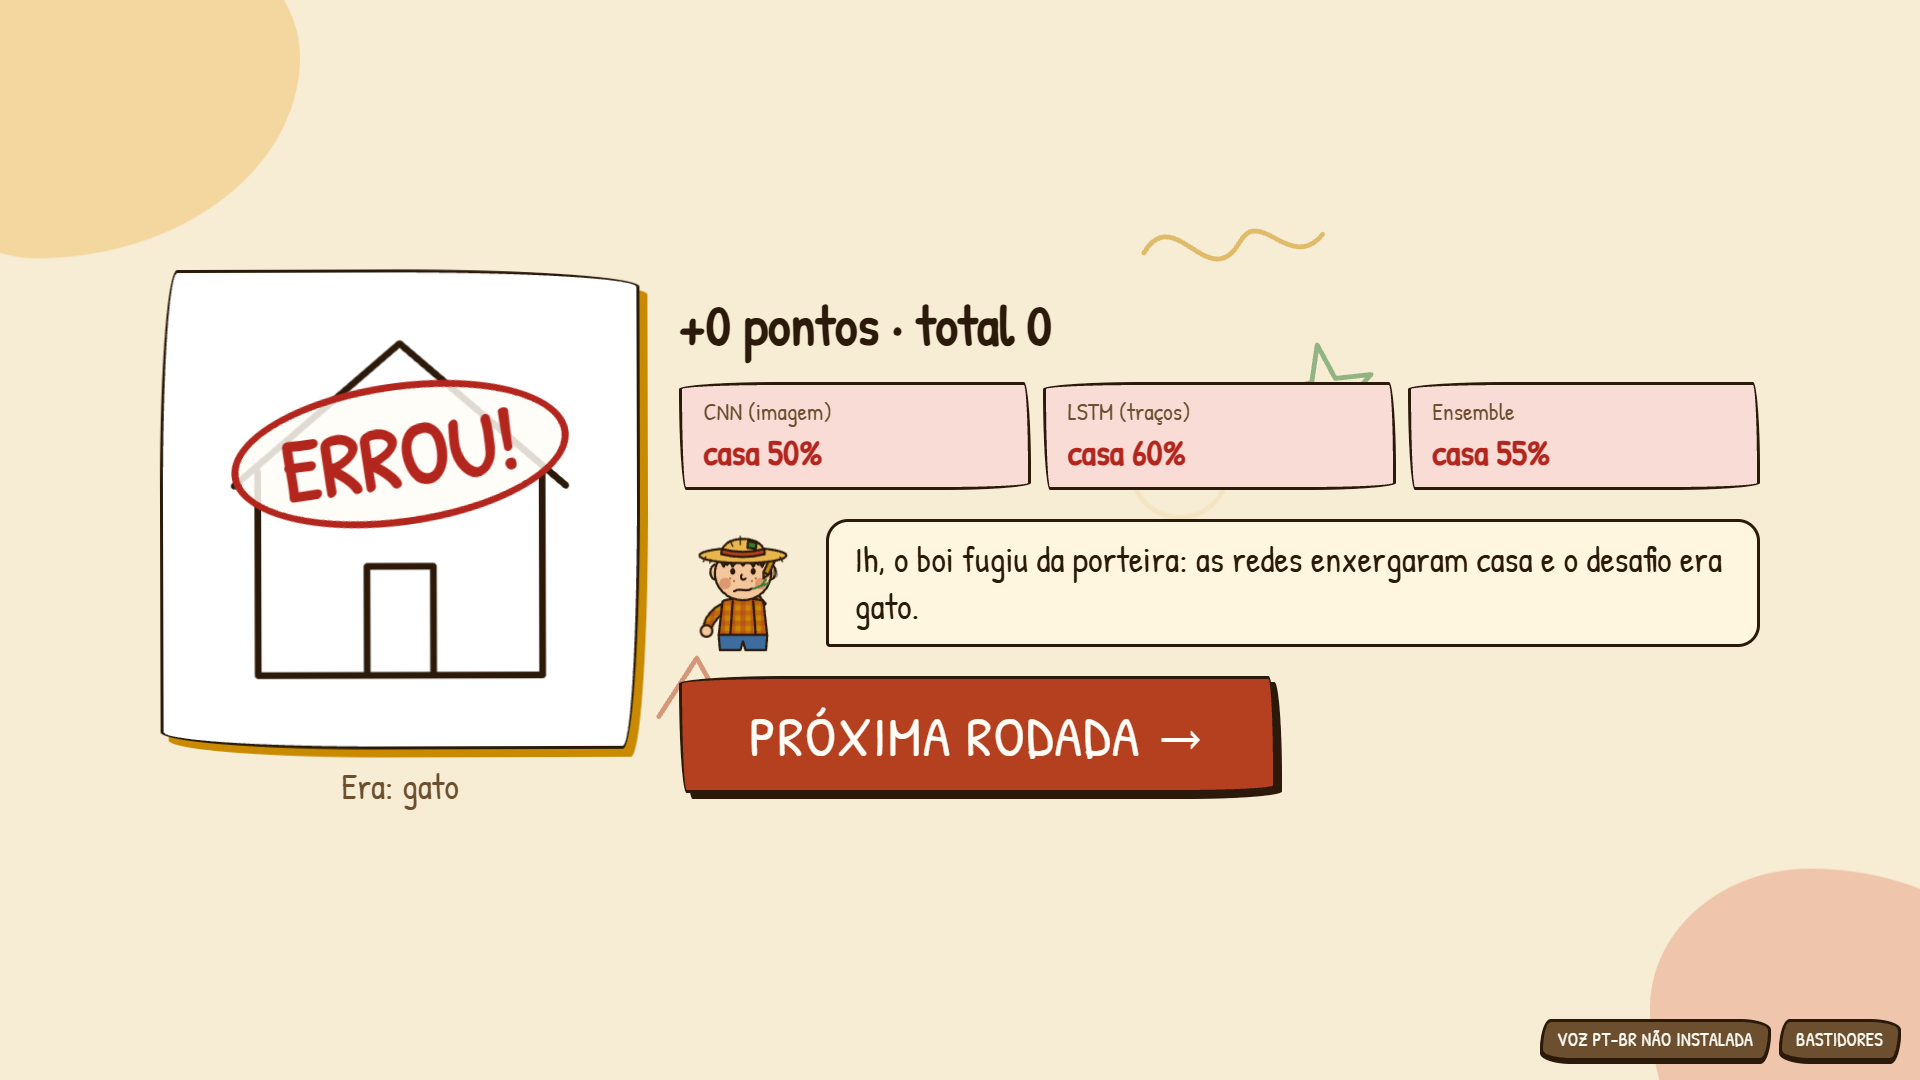 ERROU!
Era: gato
+0 pontos · total 0
CNN (imagem)
casa 50%
LSTM (traços)
casa 60%
Ensemble
casa 55%
Ih, o boi fugiu da porteira: as redes enxergaram casa e o desafio era
gato.
PRÓXIMA RODADA →
VOZ PT-BR NÃO INSTALADA
BASTIDORES